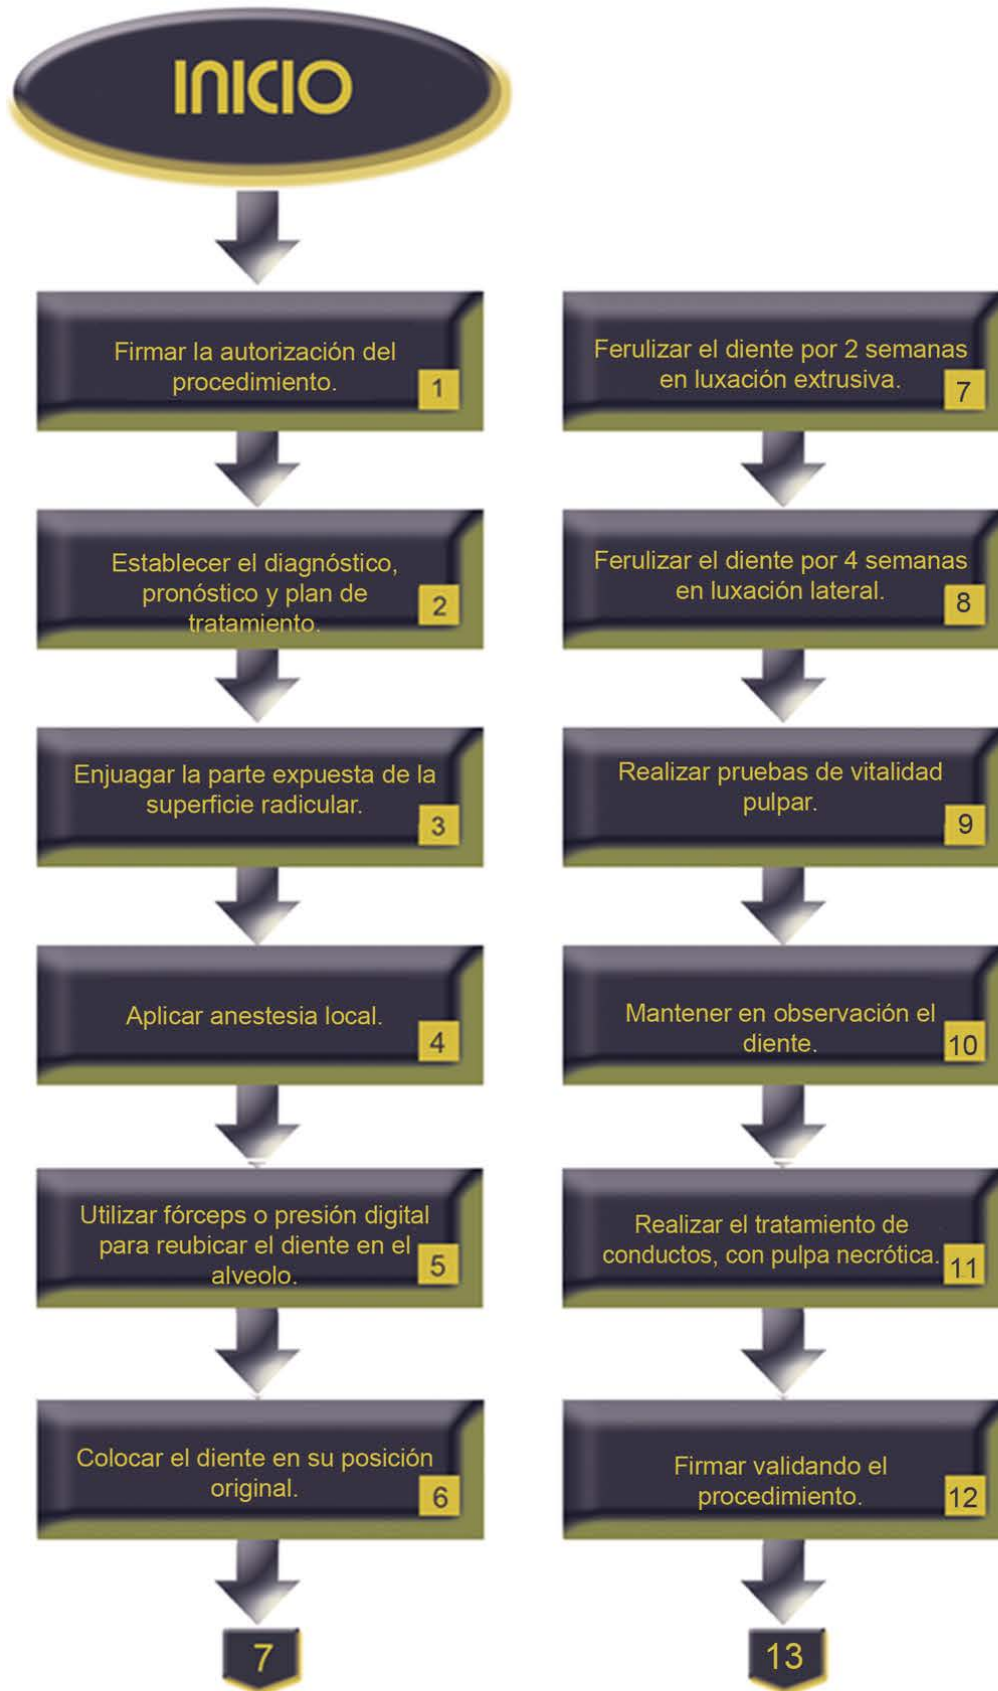 INICIO
Firmar la autorización del
procedimiento.
1
Establecer el diagnóstico,
pronóstico y plan de
tratamiento.
2
Enjuagar la parte expuesta de la
superficie radicular.
3
Aplicar anestesia local.
4
Utilizar fórceps o presión digital
para reubicar el diente en el
alveolo.
5
Colocar el diente en su posición
original.
6
7
Ferulizar el diente por 2 semanas
en luxación extrusiva.
7
Ferulizar el diente por 4 semanas
en luxación lateral.
8
Realizar pruebas de vitalidad
pulpar.
9
Mantener en observación el
diente.
10
Realizar el tratamiento de
conductos, con pulpa necrótica.
11
Firmar validando el
procedimiento.
12
13